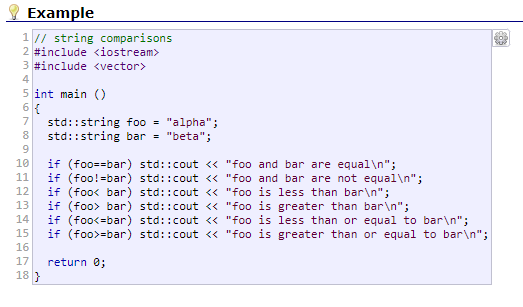 Example
1 // string comparisons
2 #include <iostream>
3 #include <vector>
4
5 int main ()
6 {
7   std::string foo = "alpha";
8   std::string bar = "beta";
9
10   if (foo==bar) std::cout << "foo and bar are equal\n";
11   if (foo!=bar) std::cout << "foo and bar are not equal\n";
12   if (foo< bar) std::cout << "foo is less than bar\n";
13   if (foo> bar) std::cout << "foo is greater than bar\n";
14   if (foo<=bar) std::cout << "foo is less than or equal to bar\n";
15   if (foo>=bar) std::cout << "foo is greater than or equal to bar\n";
16
17   return 0;
18 }